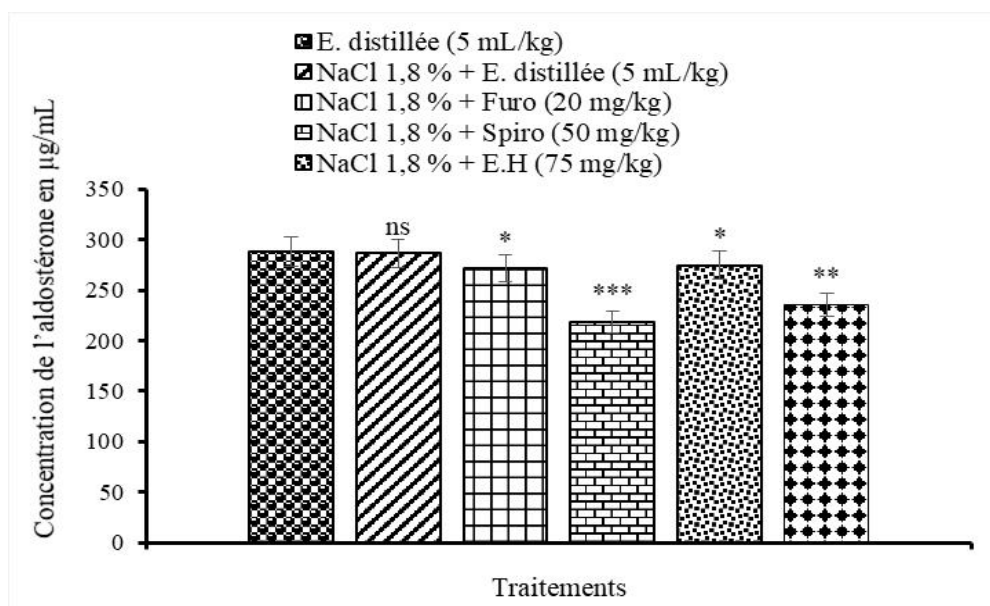 E. distillée (5 mL/kg)
NaCl 1,8 % + E. distillée (5 mL/kg)
NaCl 1,8 % + Furo (20 mg/kg)
NaCl 1,8 % + Spiro (50 mg/kg)
NaCl 1,8 % + E.H (75 mg/kg)
Concentration de l'aldostérone en µg/mL
350
300
250
200
150
100
50
0
ns
*
***
*
**
Traitements